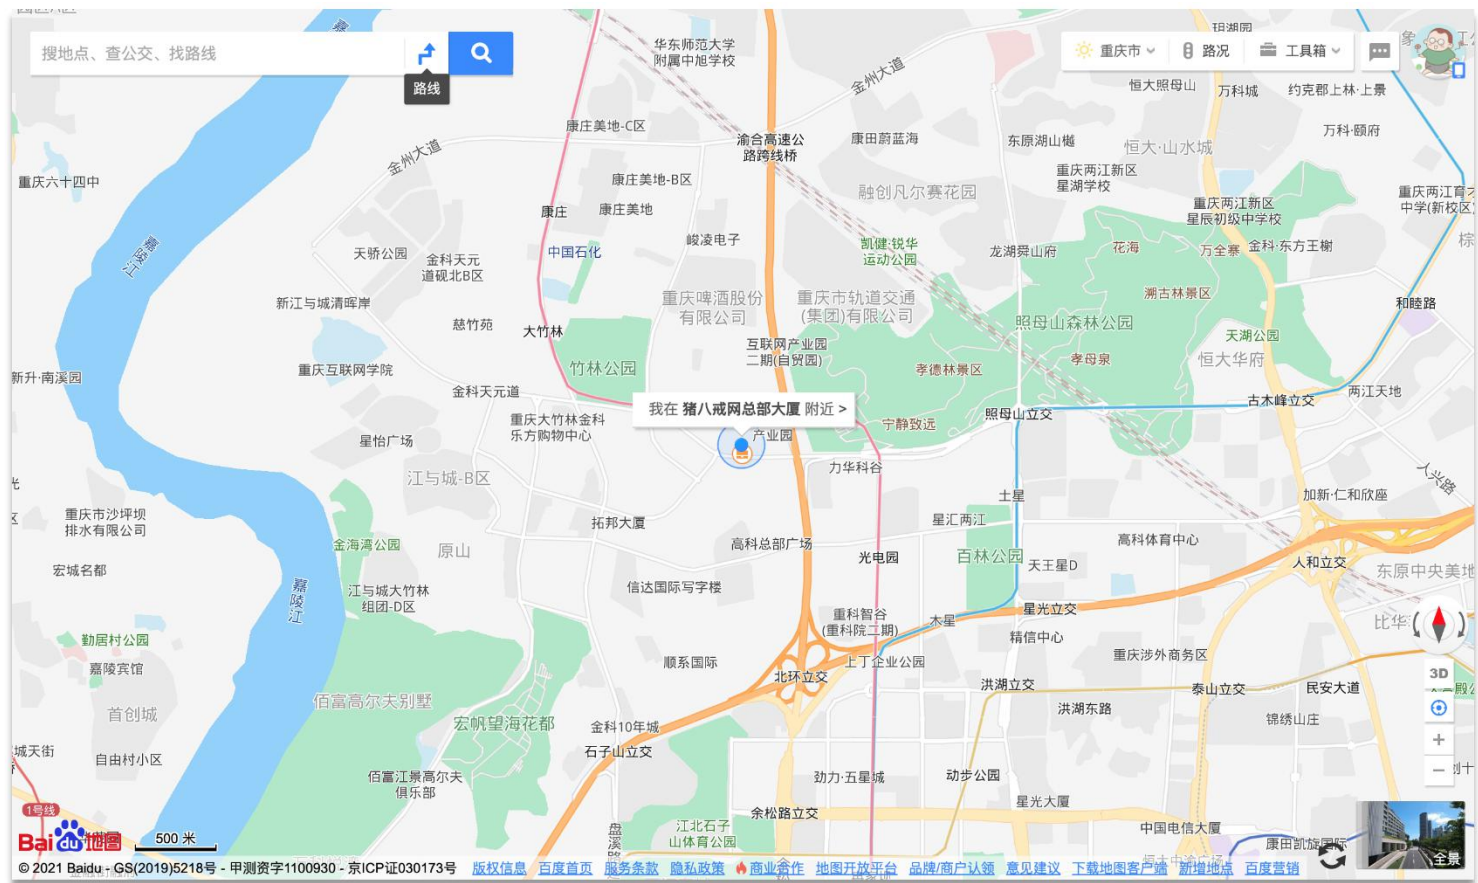 搜地点、查公交、找路线
路线
重庆市
路况
工具箱
嘉
华东师范大学
附属中旭学校
金州大道
玥湖园
恒大照母山
万科城
约克郡上林·上景
万科·颐府
康庄美地-C区
渝合高速公
路跨线桥
康田蔚蓝海
东原湖山樾
恒大·山水城
金州大道
重庆六十四中
康庄美地-B区
融创凡尔赛花园
重庆两江新区
星湖学校
重庆两江新区
星辰初级中学校
重庆两江育才
中学(新校区)
康庄
康庄美地
嘉陵江
天骄公园
金科天元
道砚北B区
中国石化
峻凌电子
凯健·锐华
运动公园
龙湖舜山府
花海
万全寨
金科·东方王榭
新江与城清晖岸
慈竹苑
大竹林
重庆啤酒股份
有限公司
重庆市轨道交通
(集团)有限公司
溯古林景区
和睦路
照母山森林公园
天湖公园
互联网产业园
二期(自贸园)
竹林公园
孝德林景区
孝母泉
恒大华府
新升·南溪园
重庆互联网学院
金科天元道
两江天地
古木峰立交
我在 猪八戒网总部大厦 附近 >
产业园
宁静致远
照母山立交
重庆大竹林金科
乐方购物中心
星怡广场
江与城-B区
力华科谷
人兴路
土星
加新·仁和欣座
重庆市沙坪坝
排水有限公司
拓邦大厦
星汇两江
金海湾公园
原山
高科总部广场
光电园
百林公园
天王星D
高科体育中心
人和立交
东原中央美地
宏城名都
嘉陵江
江与城大竹林
组团-D区
信达国际写字楼
重科智谷
(重科院二期)
木星
星光立交
精信中心
比华
勤居村公园
嘉陵宾馆
顺系国际
上丁企业公园
北环立交
重庆涉外商务区
3D
洪湖立交
泰山立交
民安大道
首创城
佰富高尔夫别墅
宏帆望海花都
金科10年城
洪湖东路
锦绣山庄
石子山立交
城天街
自由村小区
佰富江景高尔夫
俱乐部
劲力·五星城
动步公园
星光大厦
1号线
余松路立交
盘溪路
江北石子
山体育公园
中国电信大厦
康田凯旋国际
Bai du 地图
500 米
全景
© 2021 Baidu - GS(2019)5218号 - 甲测资字1100930 - 京ICP证030173号 版权信息 百度首页 服务条款 隐私政策 商业合作 地图开放平台 品牌/商户认领 意见建议 下载地图客户端 新增地点 百度营销